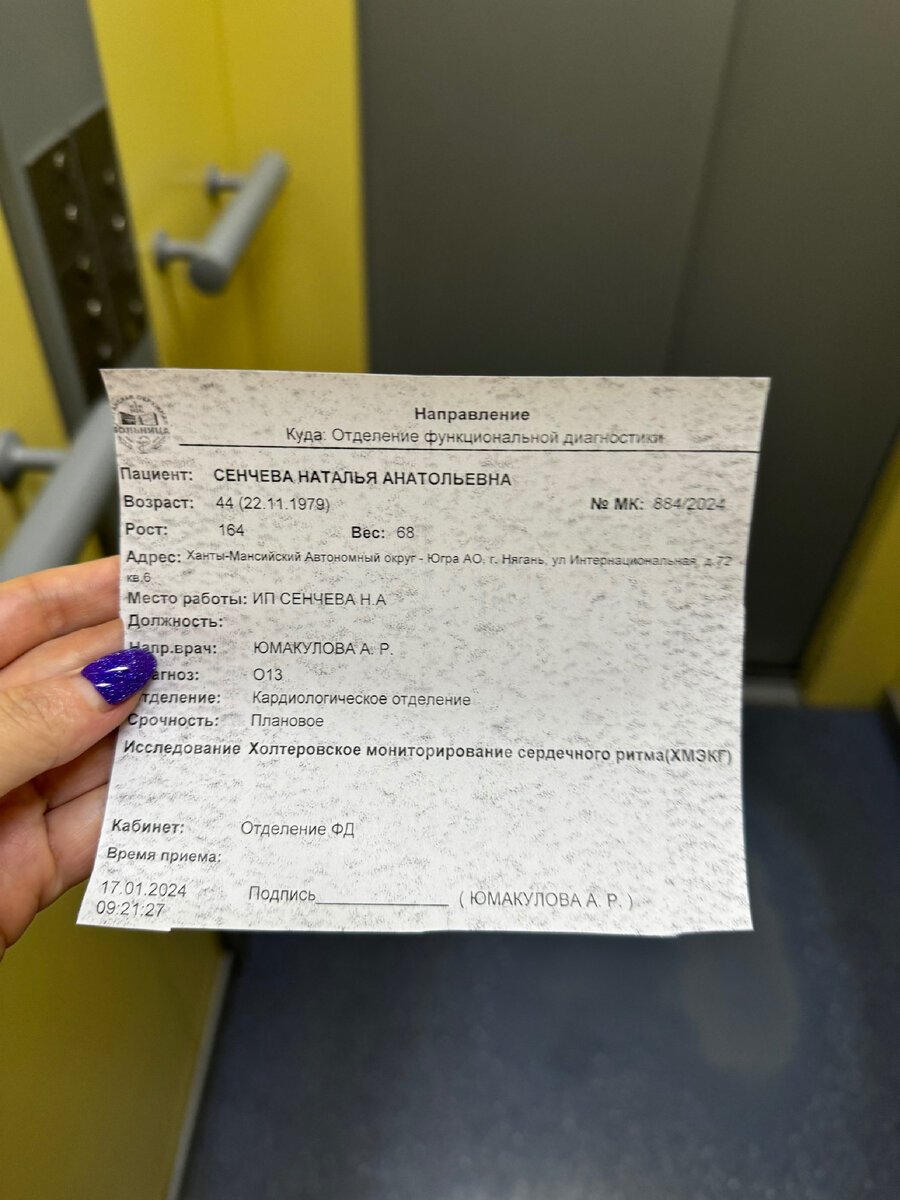 БОЛЬНИЦА
Направление
Куда: Отделение функциональной диагностики
Пациент: СЕНЧЕВА НАТАЛЬЯ АНАТОЛЬЕВНА
Возраст: 44 (22.11.1979) № МК: 884/2024
Рост: 164 Вес: 68
Адрес: Ханты-Мансийский Автономный округ - Югра АО, г. Нягань, ул Интернациональная, д.72
кв.6
Место работы: ИП СЕНЧЕВА Н.А
Должность:
Напр.врач: ЮМАКУЛОВА А. Р.
агноз: О13
тделение: Кардиологическое отделение
Срочность: Плановое
Исследование Холтеровское мониторирование сердечного ритма(ХМЭКГ)
Кабинет: Отделение ФД
Время приема:
17.01.2024
09:21:27
Подпись____________ ( ЮМАКУЛОВА А. Р. )